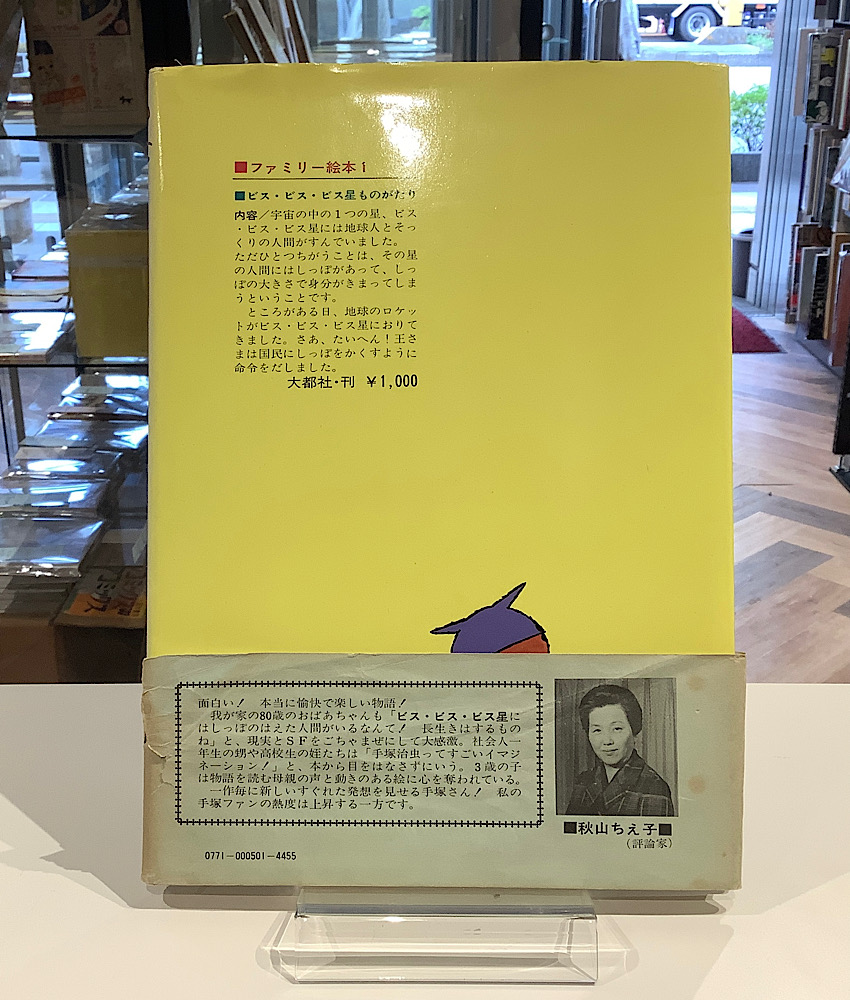 ■ファミリー絵本1
■ビス・ビス・ビス星ものがたり
内容／宇宙の中の１つの星、ビス
・ビス・ビス星には地球人とそっ
くりの人間がすんでいました。
ただひとつちがうことは、その星
の人間にはしっぽがあって、しっ
ぽの大きさで身分がきまってしま
うということです。
ところがある日、地球のロケッ
トがビス・ビス・ビス星におりて
きました。さあ、たいへん！王さ
まは国民にしっぽをかくすように
命令をだしました。
大都社・刊 ￥1,000
面白い！ 本当に愉快で楽しい物語！
我が家の80歳のおばあちゃんも「ビス・ビス・ビス星に
はしっぽのはえた人間がいるなんて！ 長生きはするもの
ね」と、現実とＳＦをごちゃまぜにして大感激。社会人一
年生の甥や高校生の姪たちは「手塚治虫ってすごいイマジ
ネーション！」と、本から目をはなさずにいう。３歳の子
は物語を読む母親の声と動きのある絵に心を奪われている。
一作毎に新しいすぐれた発想を見せる手塚さん！ 私の
手塚ファンの熱度は上昇する一方です。
■秋山ちえ子■
（評論家）
0771－000501－4455